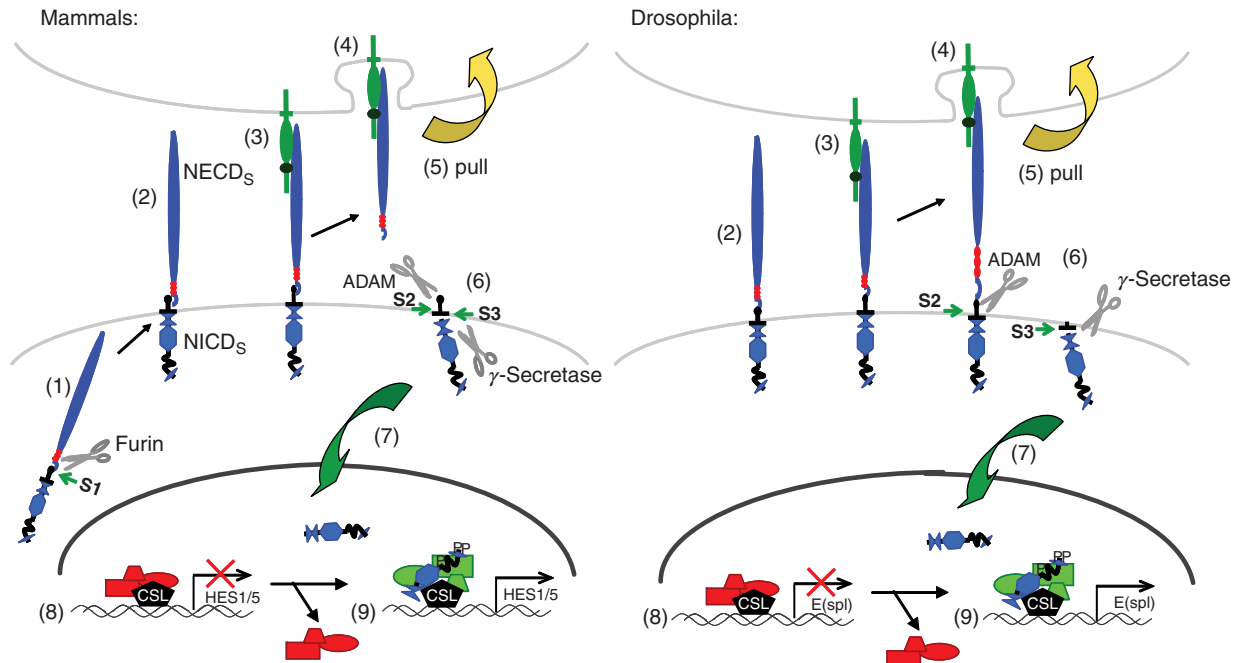 Mammals:
(4)
(3)
(5) pull
NECDS
(2)
ADAM
(6)
S2
S3
NICDS
γ-Secretase
(1)
Furin
S1
(7)
PP
P
CSL
HES1/5
(8)
CSL
HES1/5
(9)
Drosophila:
(4)
(3)
(5) pull
(2)
ADAM
(6)
γ-Secretase
S2
S3
(7)
PP
P
CSL
E(spl)
(8)
CSL
E(spl)
(9)